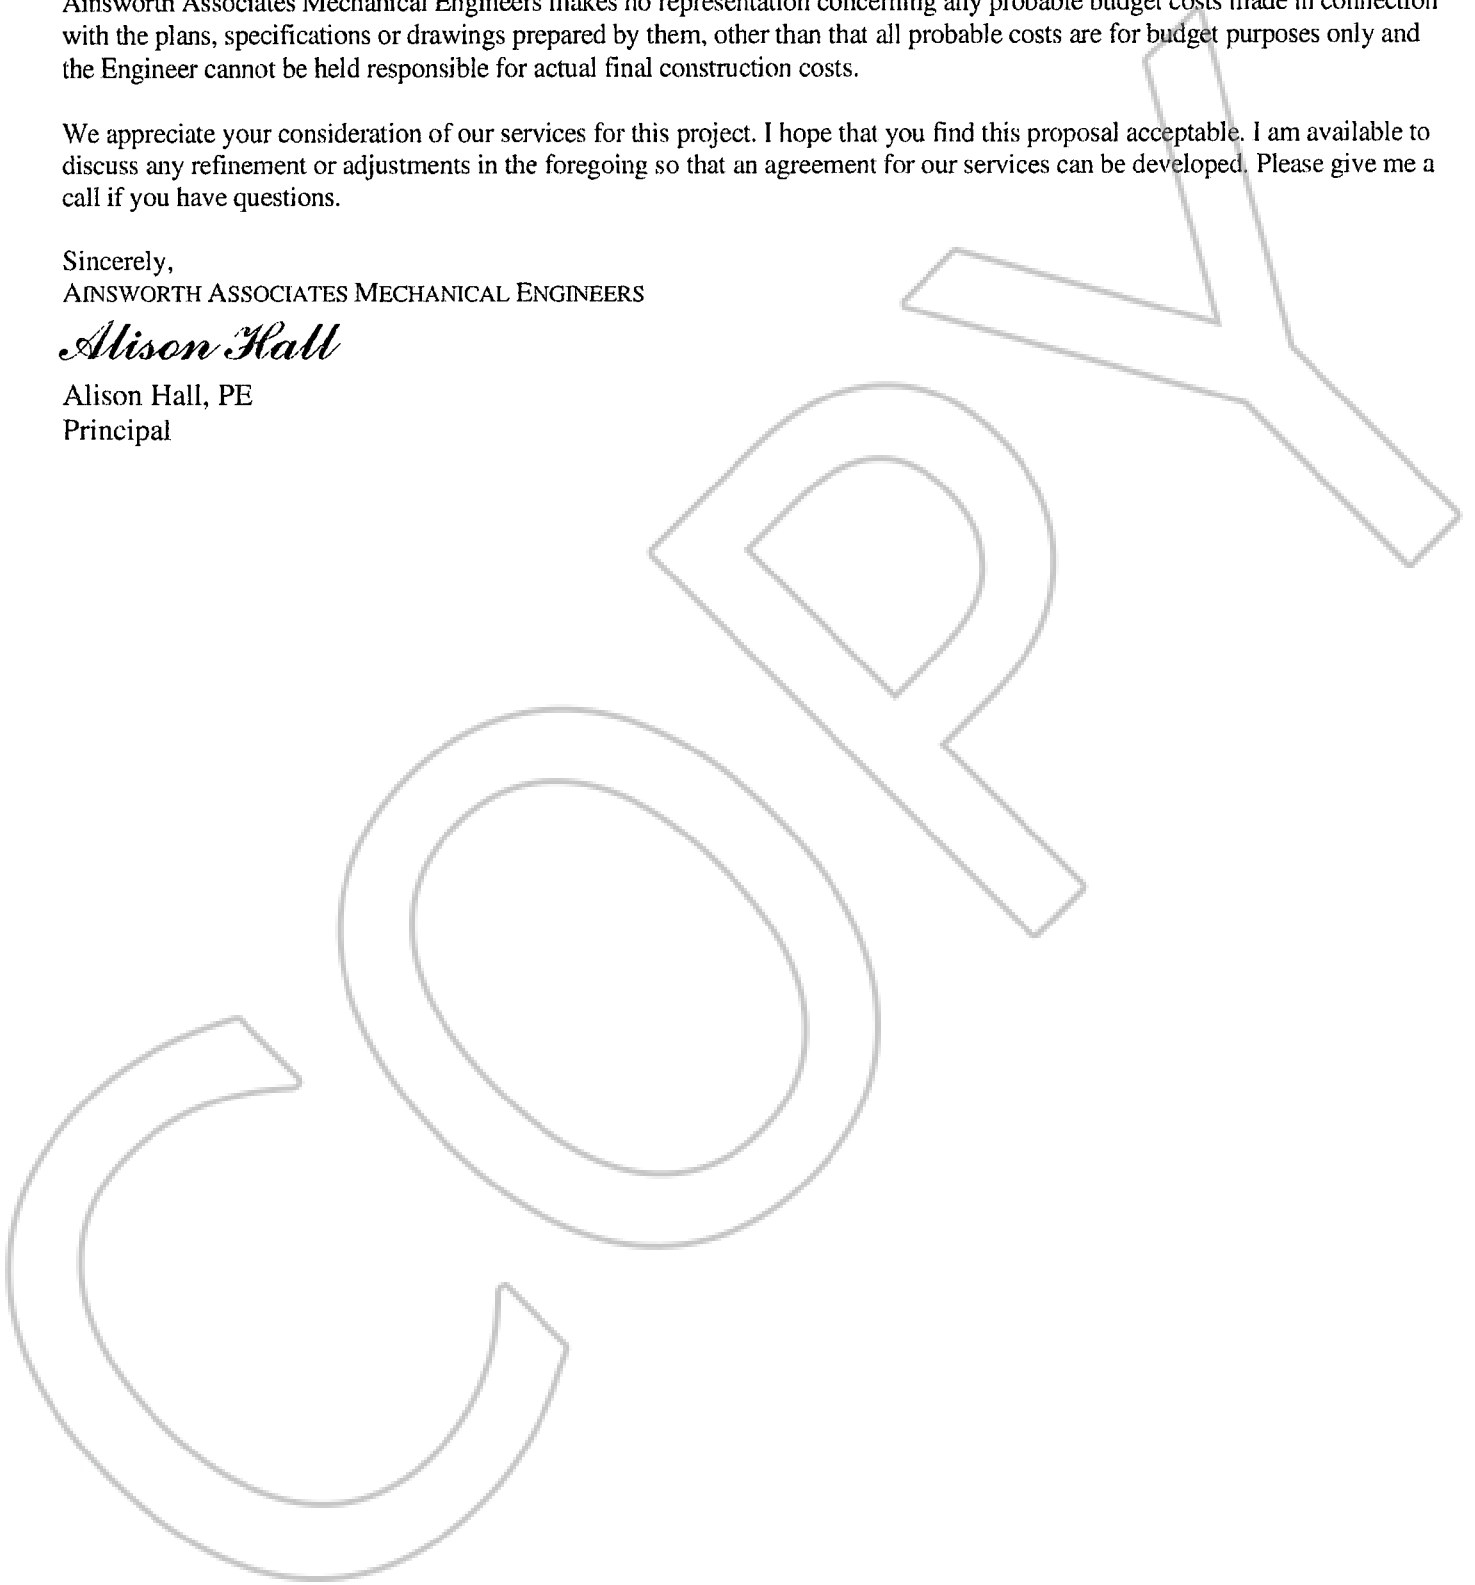 Ainsworth Associates Mechanical Engineers makes no representation concerning any probable budget costs made in connection
with the plans, specifications or drawings prepared by them, other than that all probable costs are for budget purposes only and
the Engineer cannot be held responsible for actual final construction costs.
We appreciate your consideration of our services for this project. I hope that you find this proposal acceptable. I am available to
discuss any refinement or adjustments in the foregoing so that an agreement for our services can be developed. Please give me a
call if you have questions.
Sincerely,
AINSWORTH ASSOCIATES MECHANICAL ENGINEERS
Alison Hall
Alison Hall, PE
Principal
COPY